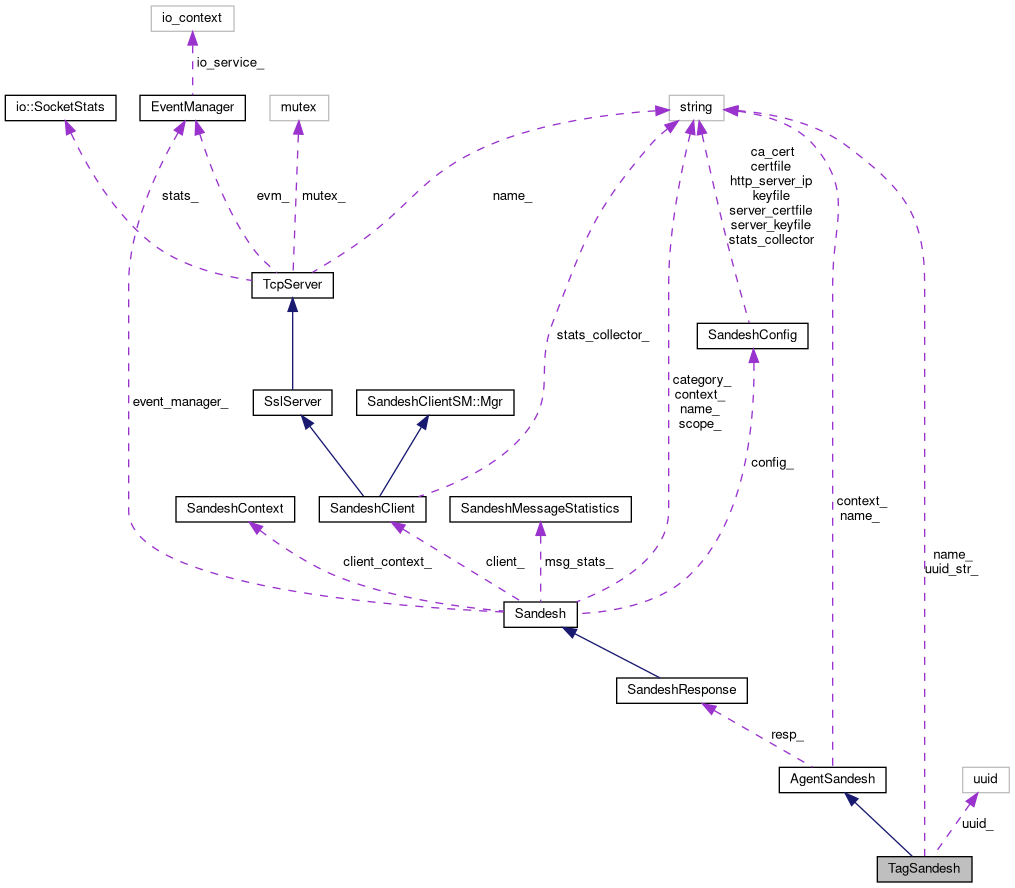 io_context
io_service_
io::SocketStats
EventManager
mutex
string
ca_cert
certfile
http_server_ip
keyfile
server_certfile
server_keyfile
stats_collector
stats_
evm_
mutex_
name_
TcpServer
stats_collector_
SandeshConfig
category_
context_
name_
scope_
event_manager_
SslServer
SandeshClientSM::Mgr
config_
SandeshContext
SandeshClient
SandeshMessageStatistics
context_
name_
client_context_
client_
msg_stats_
name_
uuid_str_
Sandesh
SandeshResponse
resp_
AgentSandesh
uuid
uuid_
TagSandesh